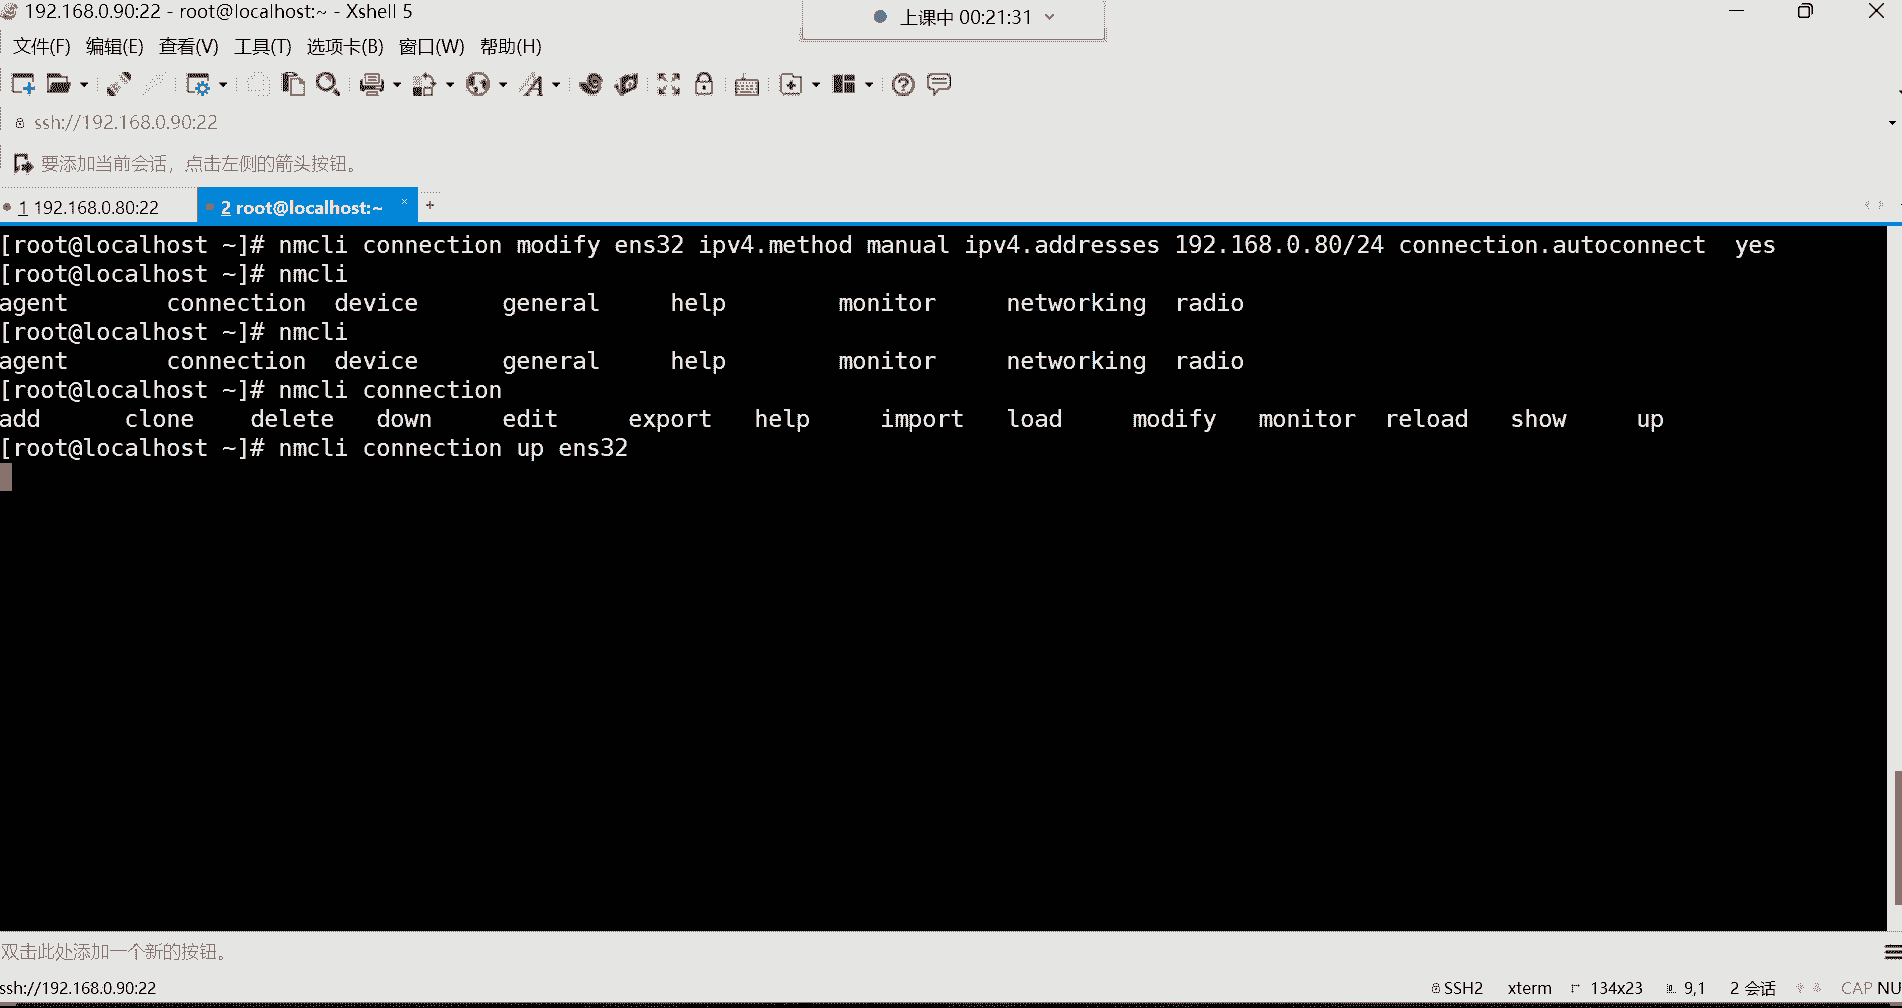 192.168.0.90:22 - root@localhost:~ - Xshell 5
上课中 00:21:31
文件(F) 编辑(E) 查看(V) 工具(T) 选项卡(B) 窗口(W) 帮助(H)
ssh://192.168.0.90:22
要添加当前会话，点击左侧的箭头按钮。
1 192.168.0.80:22 2 root@localhost:~ × +
[root@localhost ~]# nmcli connection modify ens32 ipv4.method manual ipv4.addresses 192.168.0.80/24 connection.autoconnect  yes
[root@localhost ~]# nmcli
agent       connection  device      general     help        monitor     networking  radio
[root@localhost ~]# nmcli
agent       connection  device      general     help        monitor     networking  radio
[root@localhost ~]# nmcli connection
add      clone    delete   down     edit     export   help     import   load     modify   monitor  reload   show     up
[root@localhost ~]# nmcli connection up ens32
双击此处添加一个新的按钮。
ssh://192.168.0.90:22 SSH2 xterm 134x23 9,1 2 会话 CAP NU